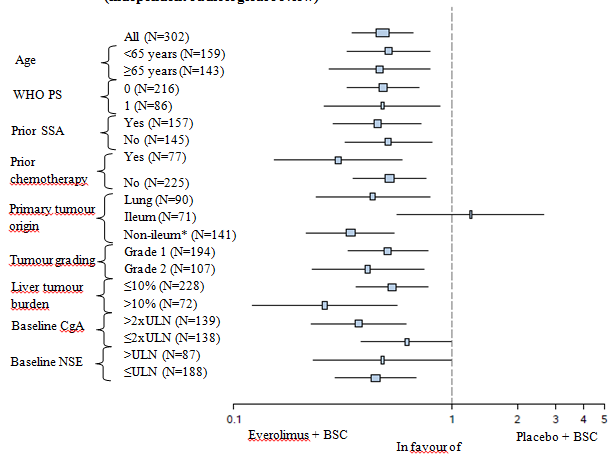 (independent radiological review)
All (N=302)
Age
<65 years (N=159)
≥65 years (N=143)
WHO PS
0 (N=216)
1 (N=86)
Prior SSA
Yes (N=157)
No (N=145)
Prior chemotherapy
Yes (N=77)
No (N=225)
Primary tumour origin
Lung (N=90)
Ileum (N=71)
Non-ileum* (N=141)
Tumour grading
Grade 1 (N=194)
Grade 2 (N=107)
Liver tumour burden
≤10% (N=228)
>10% (N=72)
Baseline CgA
>2xULN (N=139)
≤2xULN (N=138)
Baseline NSE
>ULN (N=87)
≤ULN (N=188)
0.1 1 2 3 4 5
Everolimus + BSC
In favour of
Placebo + BSC